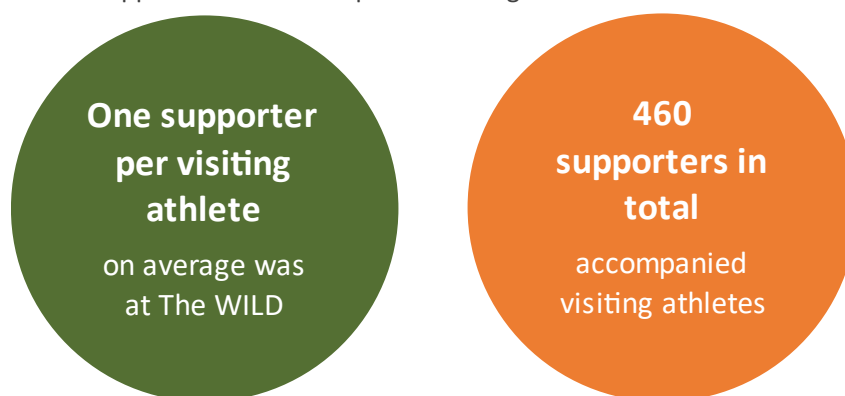 One supporter
per visiting
athlete
on average was
at The WILD
460
supporters in
total
accompanied
visiting athletes